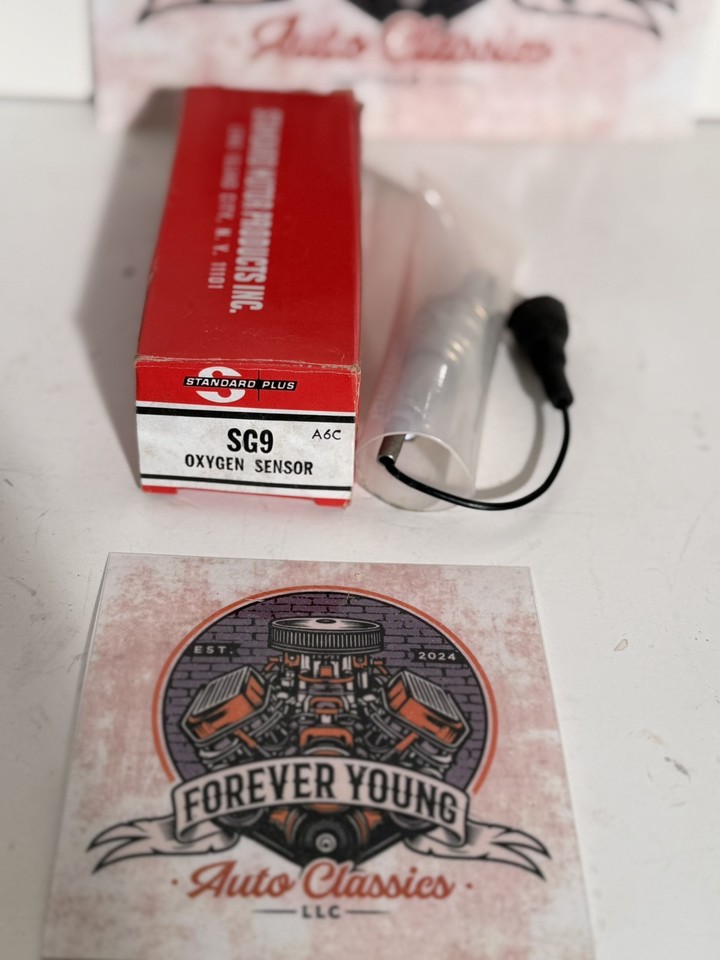 Auto Classics
STANDARD MOTOR PRODUCTS INC.
LONG ISLAND CITY, N. Y. 11101
S
STANDARD PLUS
SG9
A6C
OXYGEN SENSOR
EST.
2024
FOREVER YOUNG
· Auto Classics ·
LLC